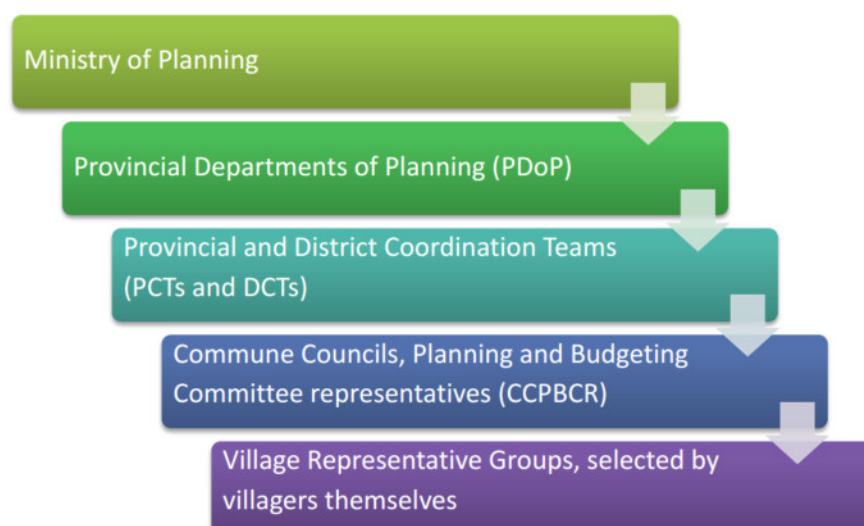 Ministry of Planning
Provincial Departments of Planning (PDoP)
Provincial and District Coordination Teams
(PCTs and DCTs)
Commune Councils, Planning and Budgeting
Committee representatives (CCPBCR)
Village Representative Groups, selected by
villagers themselves